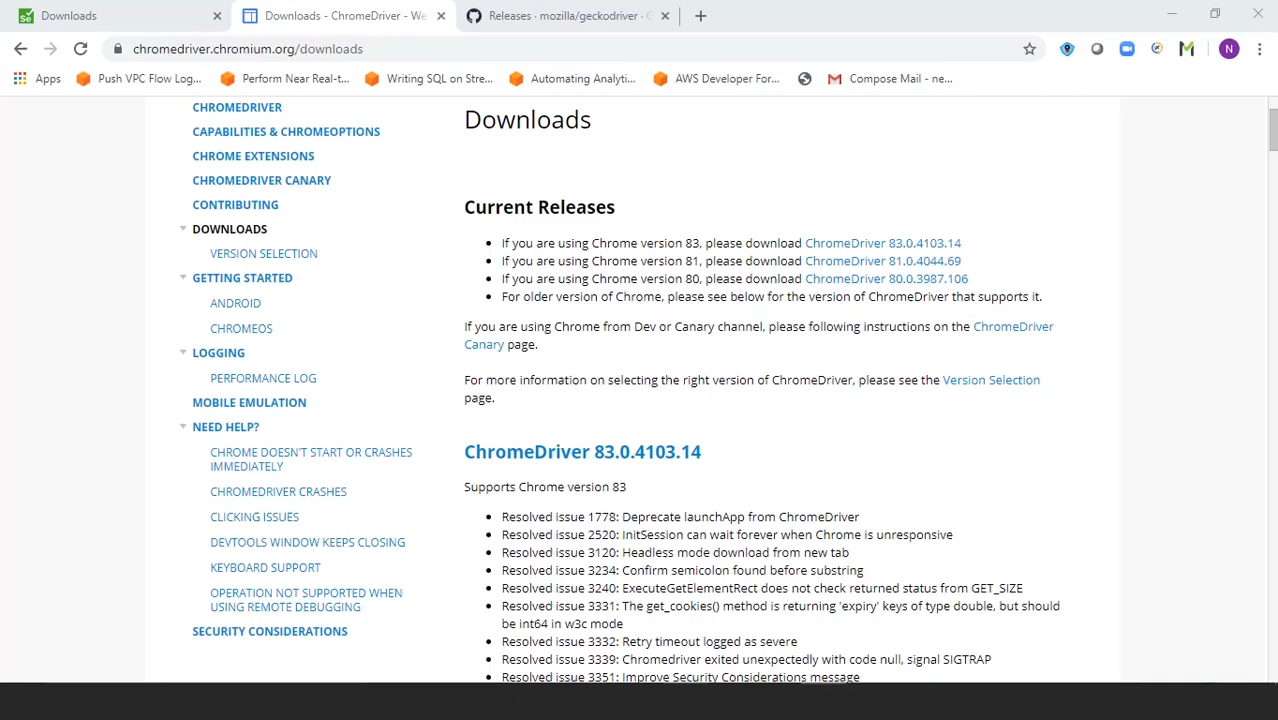 Downloads
Downloads - ChromeDriver - We
Releases · mozilla/geckodriver · G
chromedriver.chromium.org/downloads
N
Apps
Push VPC Flow Log...
Perform Near Real-t...
Writing SQL on Stre...
Automating Analyti...
AWS Developer For...
Compose Mail - ne...
CHROMEDRIVER
CAPABILITIES & CHROMEOPTIONS
CHROME EXTENSIONS
CHROMEDRIVER CANARY
CONTRIBUTING
DOWNLOADS
VERSION SELECTION
GETTING STARTED
ANDROID
CHROMEOS
LOGGING
PERFORMANCE LOG
MOBILE EMULATION
NEED HELP?
CHROME DOESN'T START OR CRASHES
IMMEDIATELY
CHROMEDRIVER CRASHES
CLICKING ISSUES
DEVTOOLS WINDOW KEEPS CLOSING
KEYBOARD SUPPORT
OPERATION NOT SUPPORTED WHEN
USING REMOTE DEBUGGING
SECURITY CONSIDERATIONS
Downloads
Current Releases
If you are using Chrome version 83, please download ChromeDriver 83.0.4103.14
If you are using Chrome version 81, please download ChromeDriver 81.0.4044.69
If you are using Chrome version 80, please download ChromeDriver 80.0.3987.106
For older version of Chrome, please see below for the version of ChromeDriver that supports it.
If you are using Chrome from Dev or Canary channel, please following instructions on the ChromeDriver
Canary page.
For more information on selecting the right version of ChromeDriver, please see the Version Selection
page.
ChromeDriver 83.0.4103.14
Supports Chrome version 83
Resolved issue 1778: Deprecate launchApp from ChromeDriver
Resolved issue 2520: InitSession can wait forever when Chrome is unresponsive
Resolved issue 3120: Headless mode download from new tab
Resolved issue 3234: Confirm semicolon found before substring
Resolved issue 3240: ExecuteGetElementRect does not check returned status from GET_SIZE
Resolved issue 3331: The get_cookies() method is returning 'expiry' keys of type double, but should
be int64 in w3c mode
Resolved issue 3332: Retry timeout logged as severe
Resolved issue 3339: Chromedriver exited unexpectedly with code null, signal SIGTRAP
Resolved issue 3351: Improve Security Considerations message